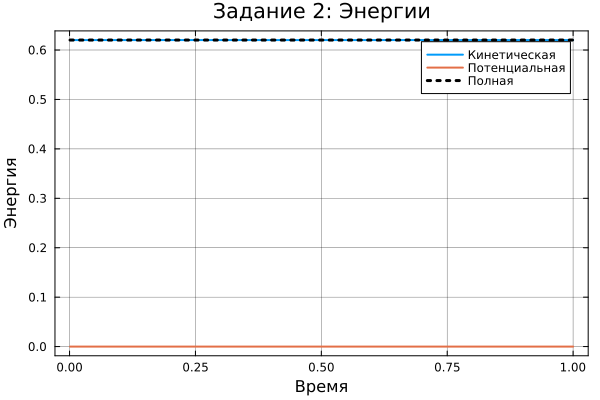 Задание 2: Энергии
Кинетическая
Потенциальная
Полная
Энергия
0.6
0.5
0.4
0.3
0.2
0.1
0.0
0.00 0.25 0.50 0.75 1.00
Время